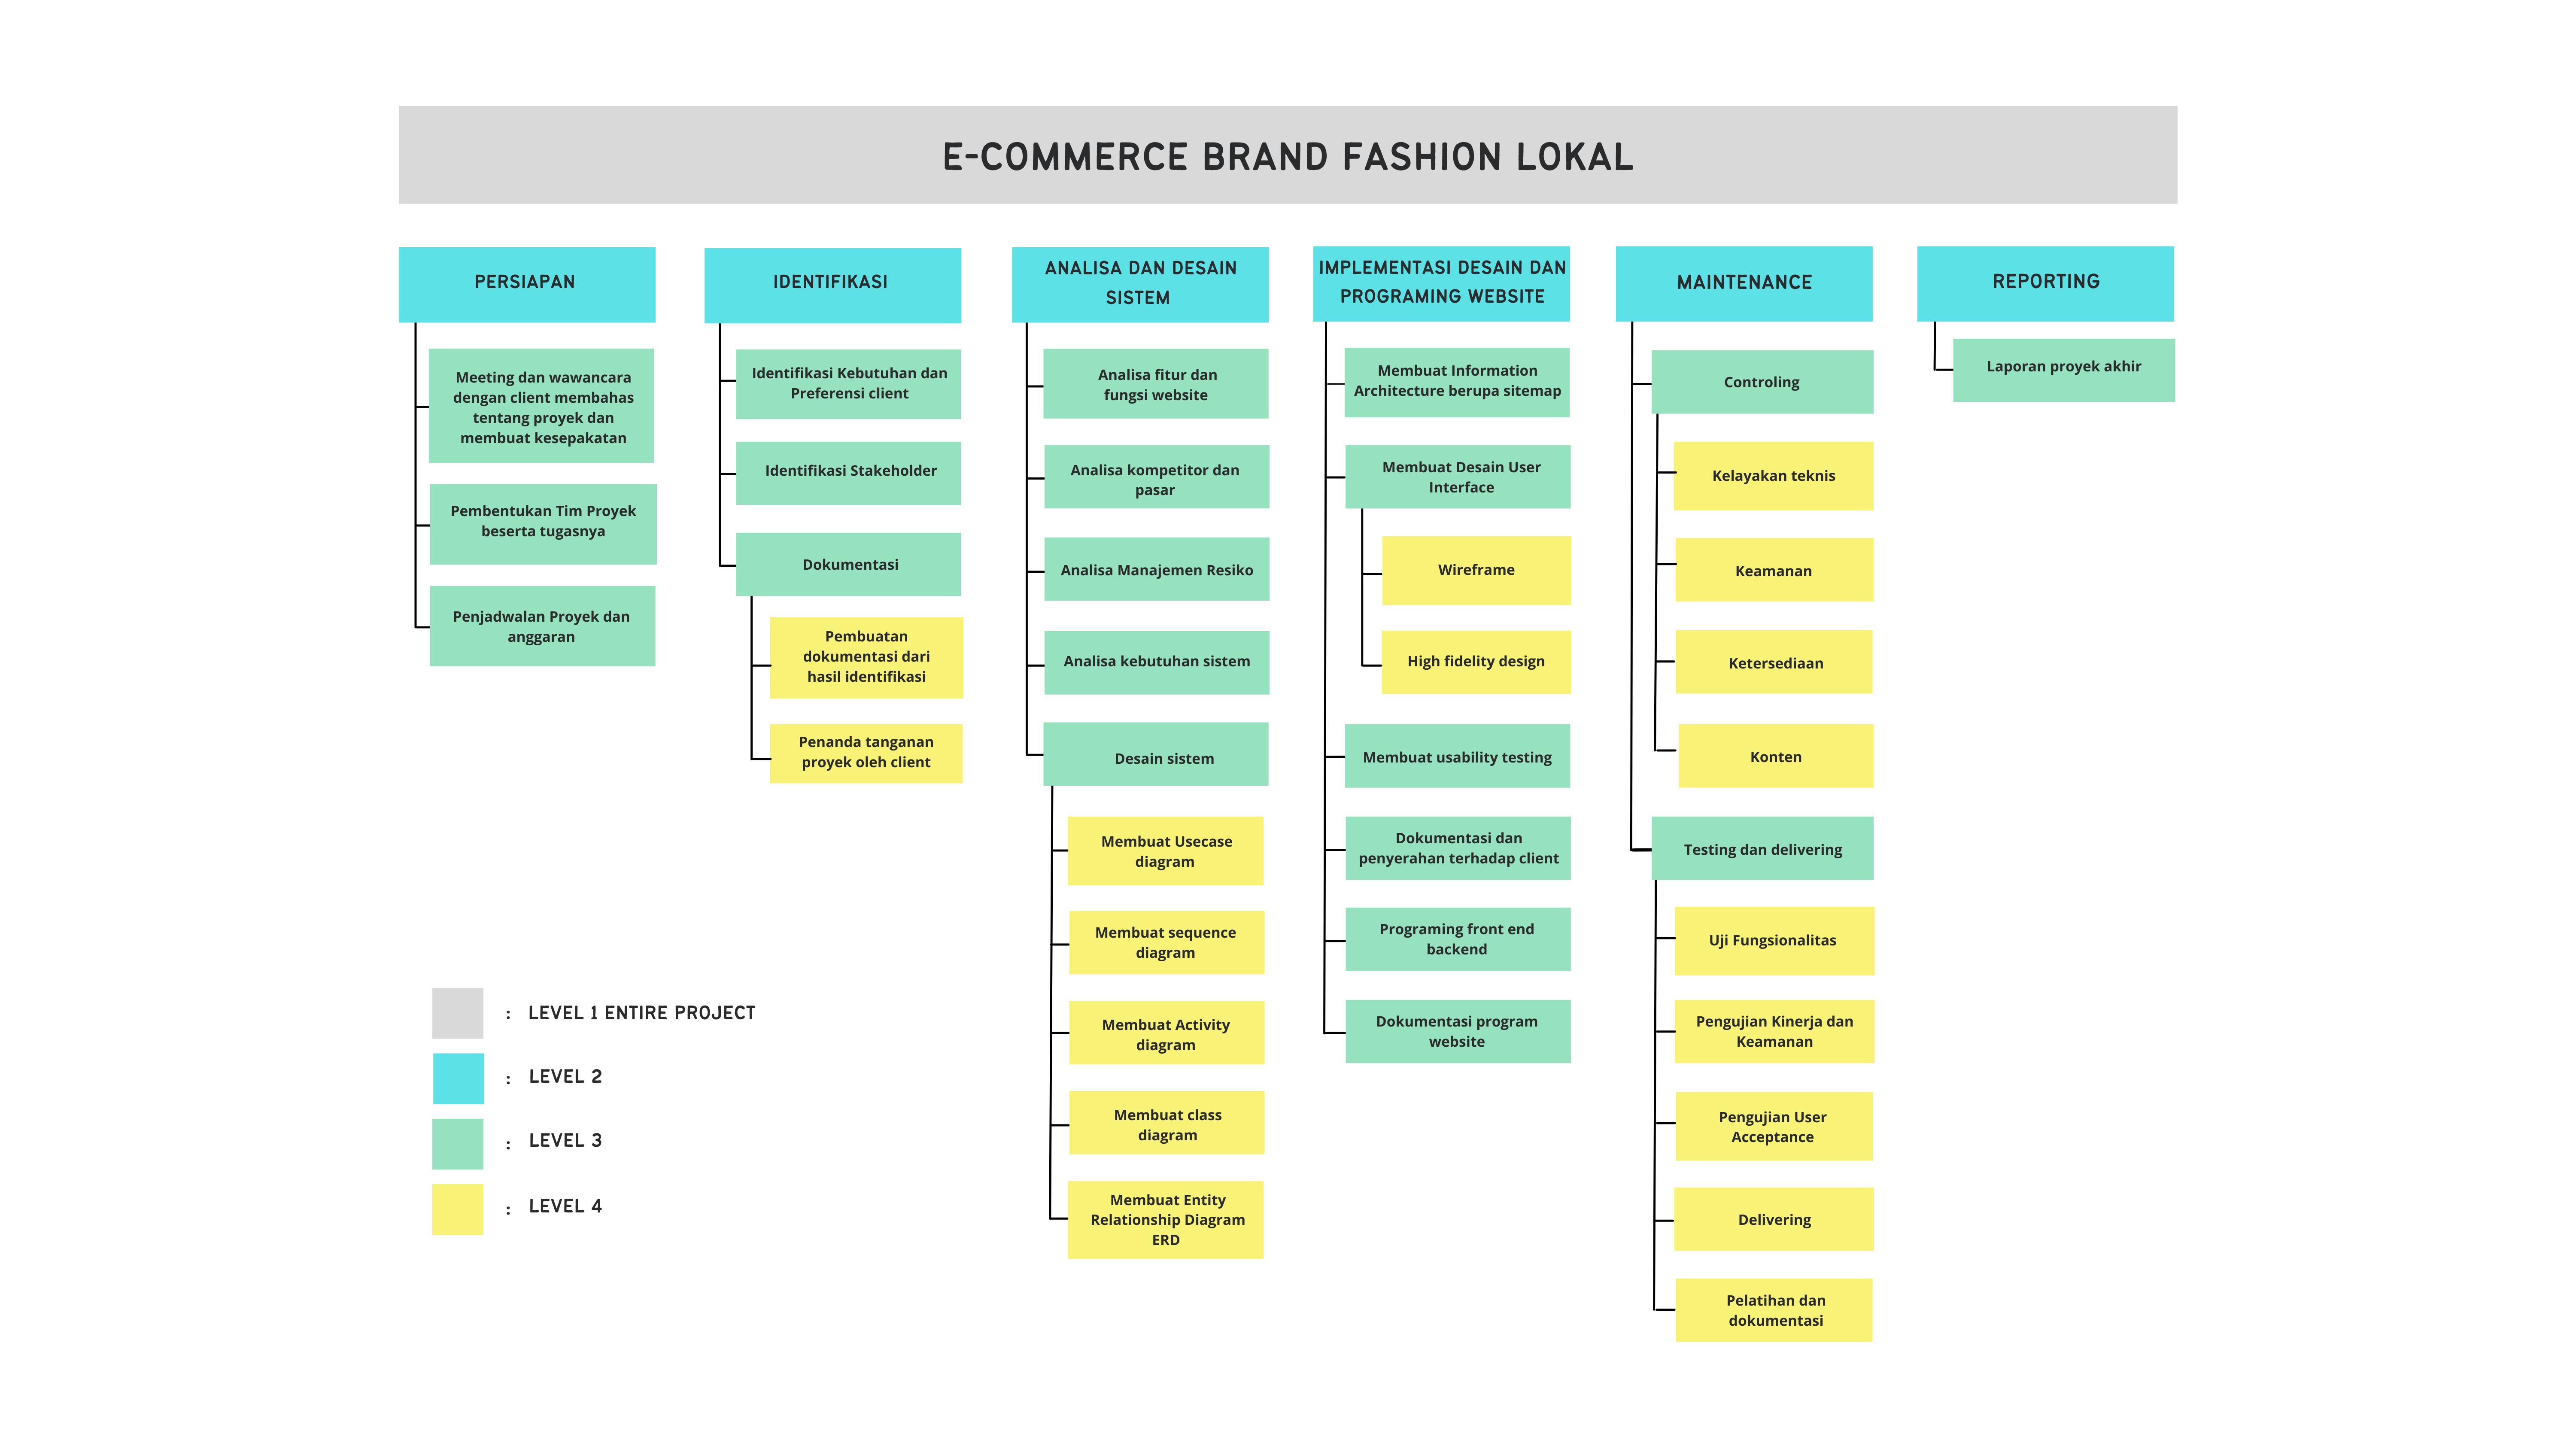 E-COMMERCE BRAND FASHION LOKAL
PERSIAPAN
Meeting dan wawancara
dengan client membahas
tentang proyek dan
membuat kesepakatan
Pembentukan Tim Proyek
beserta tugasnya
Penjadwalan Proyek dan
anggaran
IDENTIFIKASI
Identifikasi Kebutuhan dan
Preferensi client
Identifikasi Stakeholder
Dokumentasi
Pembuatan
dokumentasi dari
hasil identifikasi
Penanda tanganan
proyek oleh client
ANALISA DAN DESAIN
SISTEM
Analisa fitur dan
fungsi website
Analisa kompetitor dan
pasar
Analisa Manajemen Resiko
Analisa kebutuhan sistem
Desain sistem
Membuat Usecase
diagram
Membuat sequence
diagram
Membuat Activity
diagram
Membuat class
diagram
Membuat Entity
Relationship Diagram
ERD
IMPLEMENTASI DESAIN DAN
PROGRAMING WEBSITE
Membuat Information
Architecture berupa sitemap
Membuat Desain User
Interface
Wireframe
High fidelity design
Membuat usability testing
Dokumentasi dan
penyerahan terhadap client
Programing front end
backend
Dokumentasi program
website
MAINTENANCE
Controling
Kelayakan teknis
Keamanan
Ketersediaan
Konten
Testing dan delivering
Uji Fungsionalitas
Pengujian Kinerja dan
Keamanan
Pengujian User
Acceptance
Delivering
Pelatihan dan
dokumentasi
REPORTING
Laporan proyek akhir
: LEVEL 1 ENTIRE PROJECT
: LEVEL 2
: LEVEL 3
: LEVEL 4